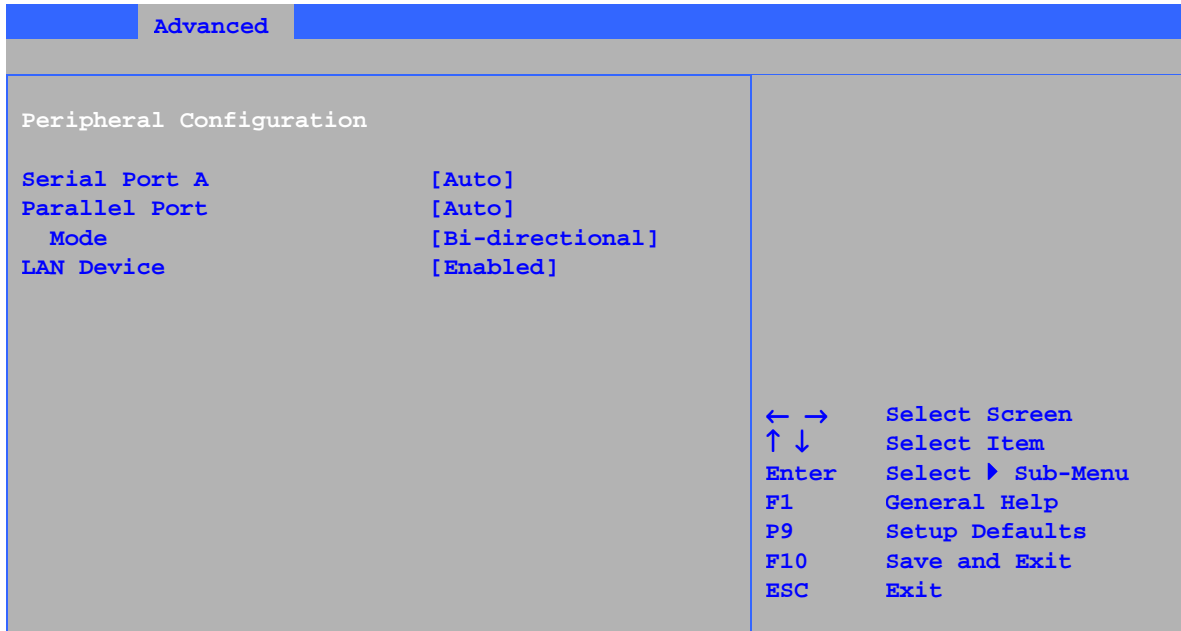 Advanced
Peripheral Configuration
Serial Port A [Auto]
Parallel Port [Auto]
Mode [Bi-directional]
LAN Device [Enabled]
← → Select Screen
↑ ↓ Select Item
Enter Select ▶ Sub-Menu
F1 General Help
P9 Setup Defaults
F10 Save and Exit
ESC Exit